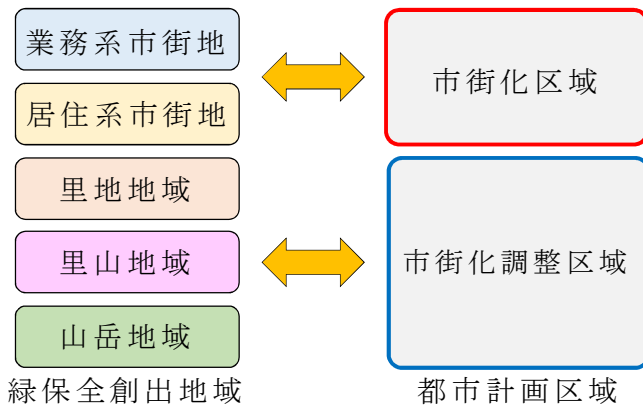 業務系市街地
居住系市街地
里地地域
里山地域
山岳地域
緑保全創出地域
市街化区域
市街化調整区域
都市計画区域